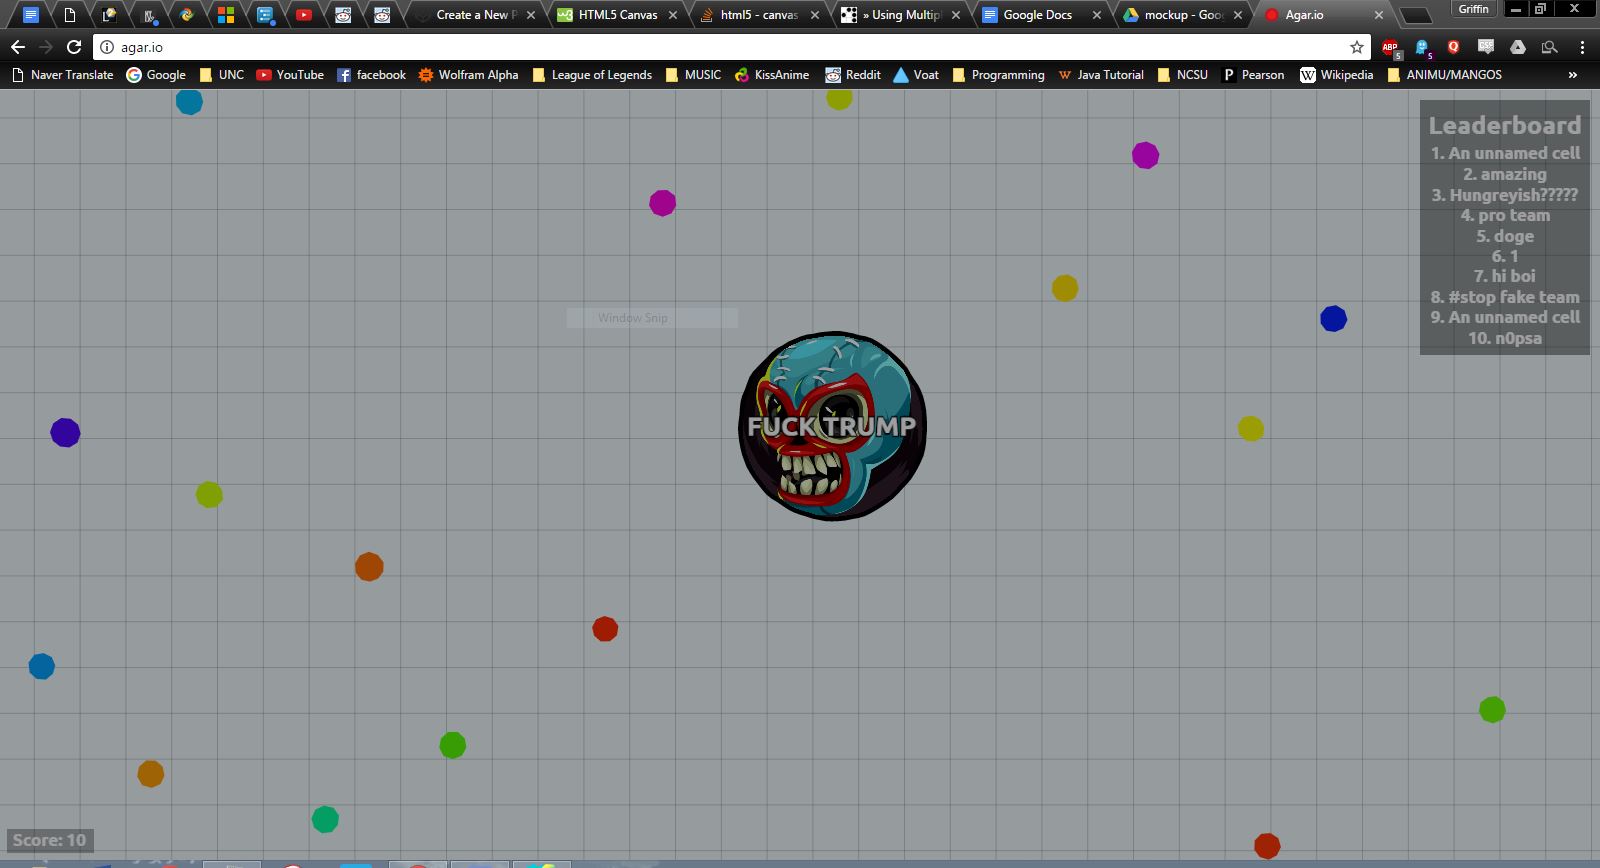 Create a New P
HTML5 Canvas
html5 - canvas
» Using Multipl
Google Docs
mockup - Goog
Agar.io
Griffin
agar.io
ABP
5
5
Naver Translate
Google
UNC
YouTube
facebook
Wolfram Alpha
League of Legends
MUSIC
KissAnime
Reddit
Voat
Programming
Java Tutorial
NCSU
Pearson
Wikipedia
ANIMU/MANGOS
»
Leaderboard
1. An unnamed cell
2. amazing
3. Hungreyish?????
4. pro team
5. doge
6. 1
7. hi boi
8. #stop fake team
9. An unnamed cell
10. n0psa
Window Snip
FUCK TRUMP
Score: 10